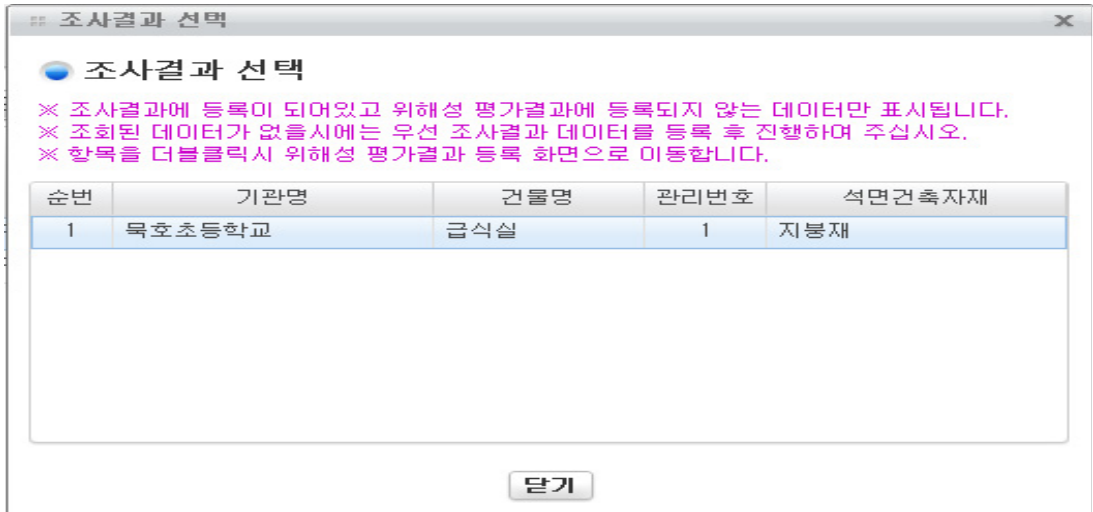 조사결과 선택
조사결과 선택
※ 조사결과에 등록이 되어있고 위해성 평가결과에 등록되지 않는 데이터만 표시됩니다.
※ 조회된 데이터가 없을시에는 우선 조사결과 데이터를 등록 후 진행하여 주십시오.
※ 항목을 더블클릭시 위해성 평가결과 등록 화면으로 이동합니다.
순번 기관명 건물명 관리번호 석면건축자재
1 묵호초등학교 급식실 1 지붕재
닫기